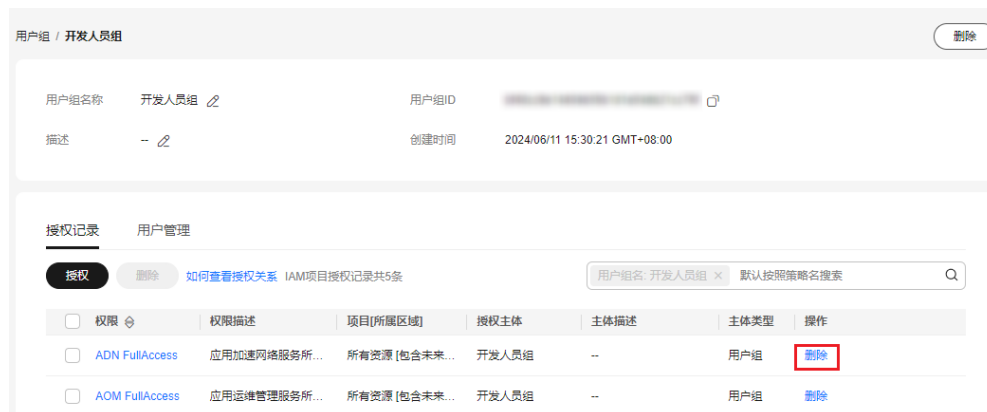 用户组 / 开发人员组
删除
用户组名称 开发人员组 用户组ID
描述 -- 创建时间 2024/06/11 15:30:21 GMT+08:00
授权记录 用户管理
授权 删除 如何查看授权关系 IAM项目授权记录共5条 用户组名: 开发人员组 × 默认按照策略名搜索
权限 权限描述 项目[所属区域] 授权主体 主体描述 主体类型 操作
ADN FullAccess 应用加速网络服务所... 所有资源 [包含未来... 开发人员组 -- 用户组 删除
AOM FullAccess 应用运维管理服务所... 所有资源 [包含未来... 开发人员组 -- 用户组 删除